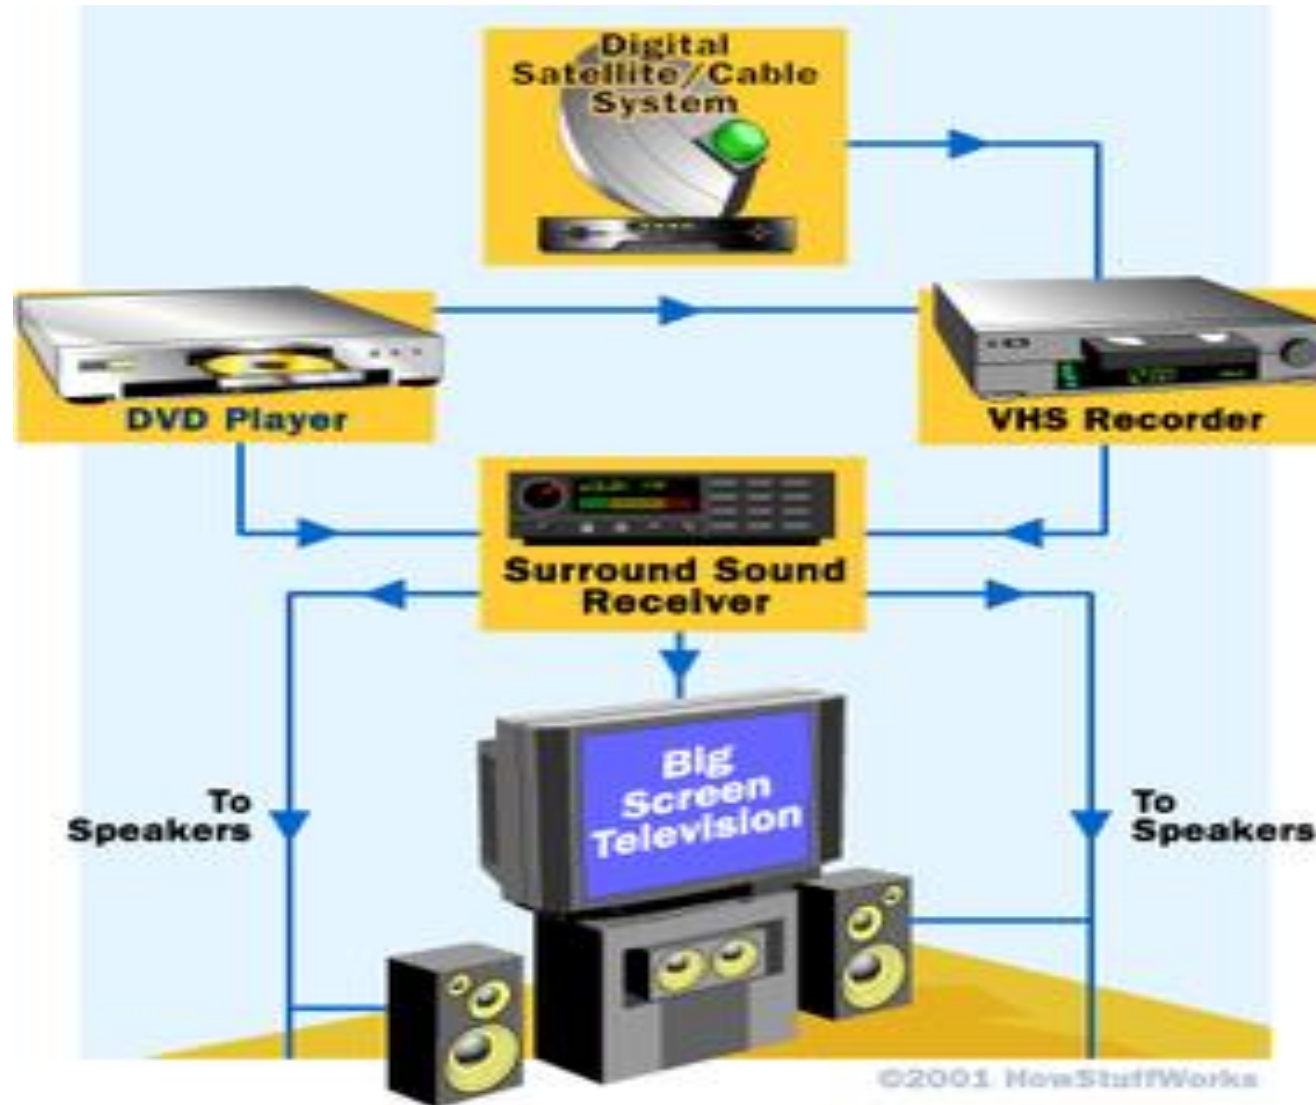 Digital
Satellite/Cable
System
DVD Player
VHS Recorder
Surround Sound
Receiver
Big
Screen
Television
To
Speakers
To
Speakers
©2001 HowStuffWorks